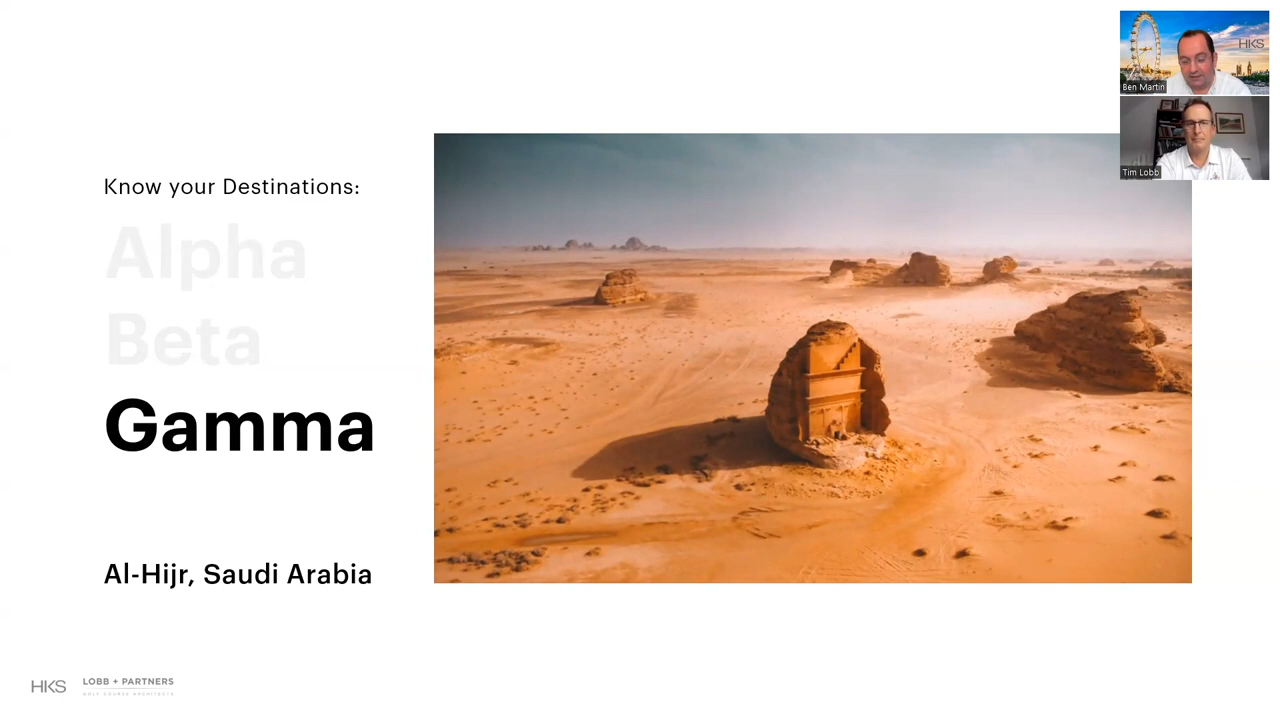 HKS
Ben Martin
Tim Lobb
Know your Destinations:
Alpha
Beta
Gamma
Al-Hijr, Saudi Arabia
HKS
LOBB + PARTNERS
GOLF COURSE ARCHITECTS